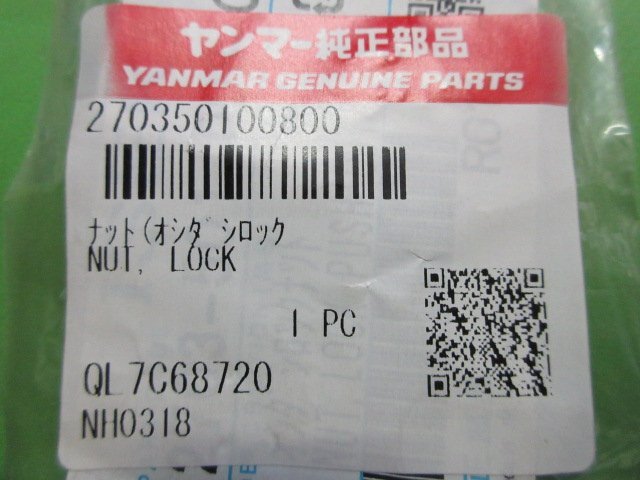 ヤンマー純正部品
YANMAR GENUINE PARTS
270350100800
ﾅｯﾄ(ｵｼﾀﾞｼﾛｯｸ
NUT, LOCK
1 PC
QL7C68720
NH0318